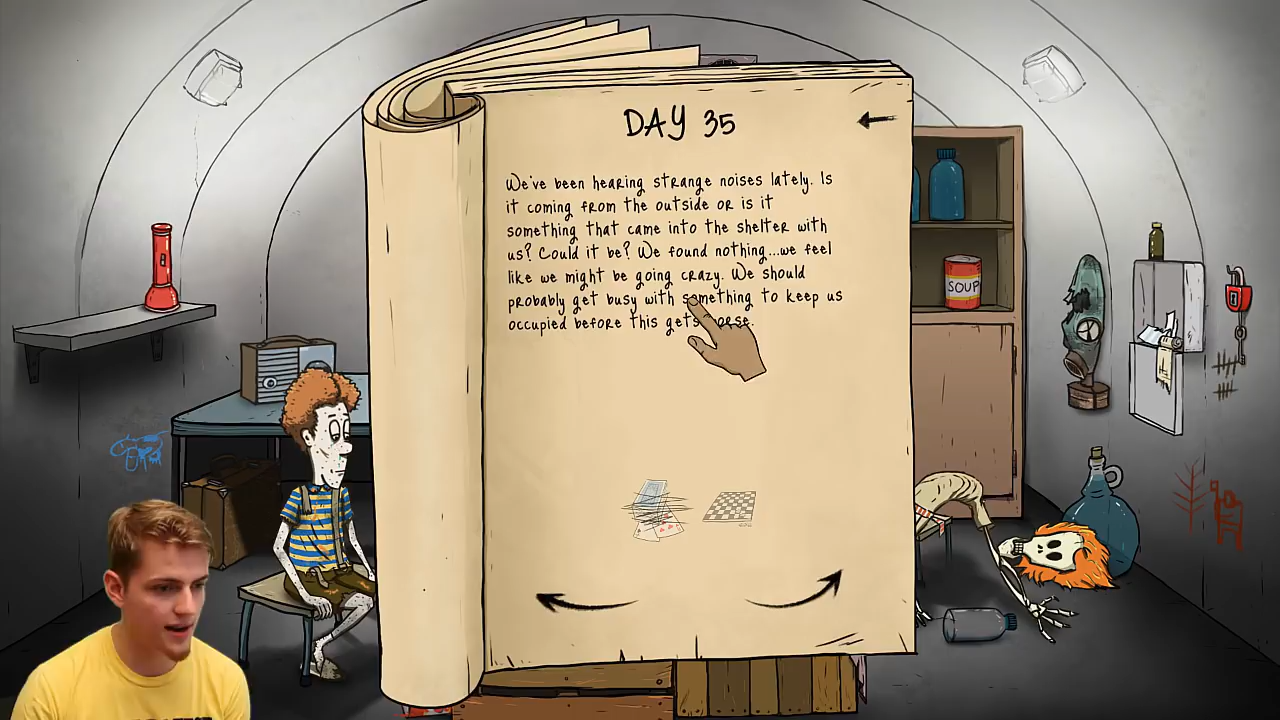 DAY 35
We've been hearing strange noises lately. Is
it coming from the outside or is it
something that came into the shelter with
us? Could it be? We found nothing...we feel
like we might be going crazy. We should
probably get busy with something to keep us
occupied before this gets worse.
SOUP